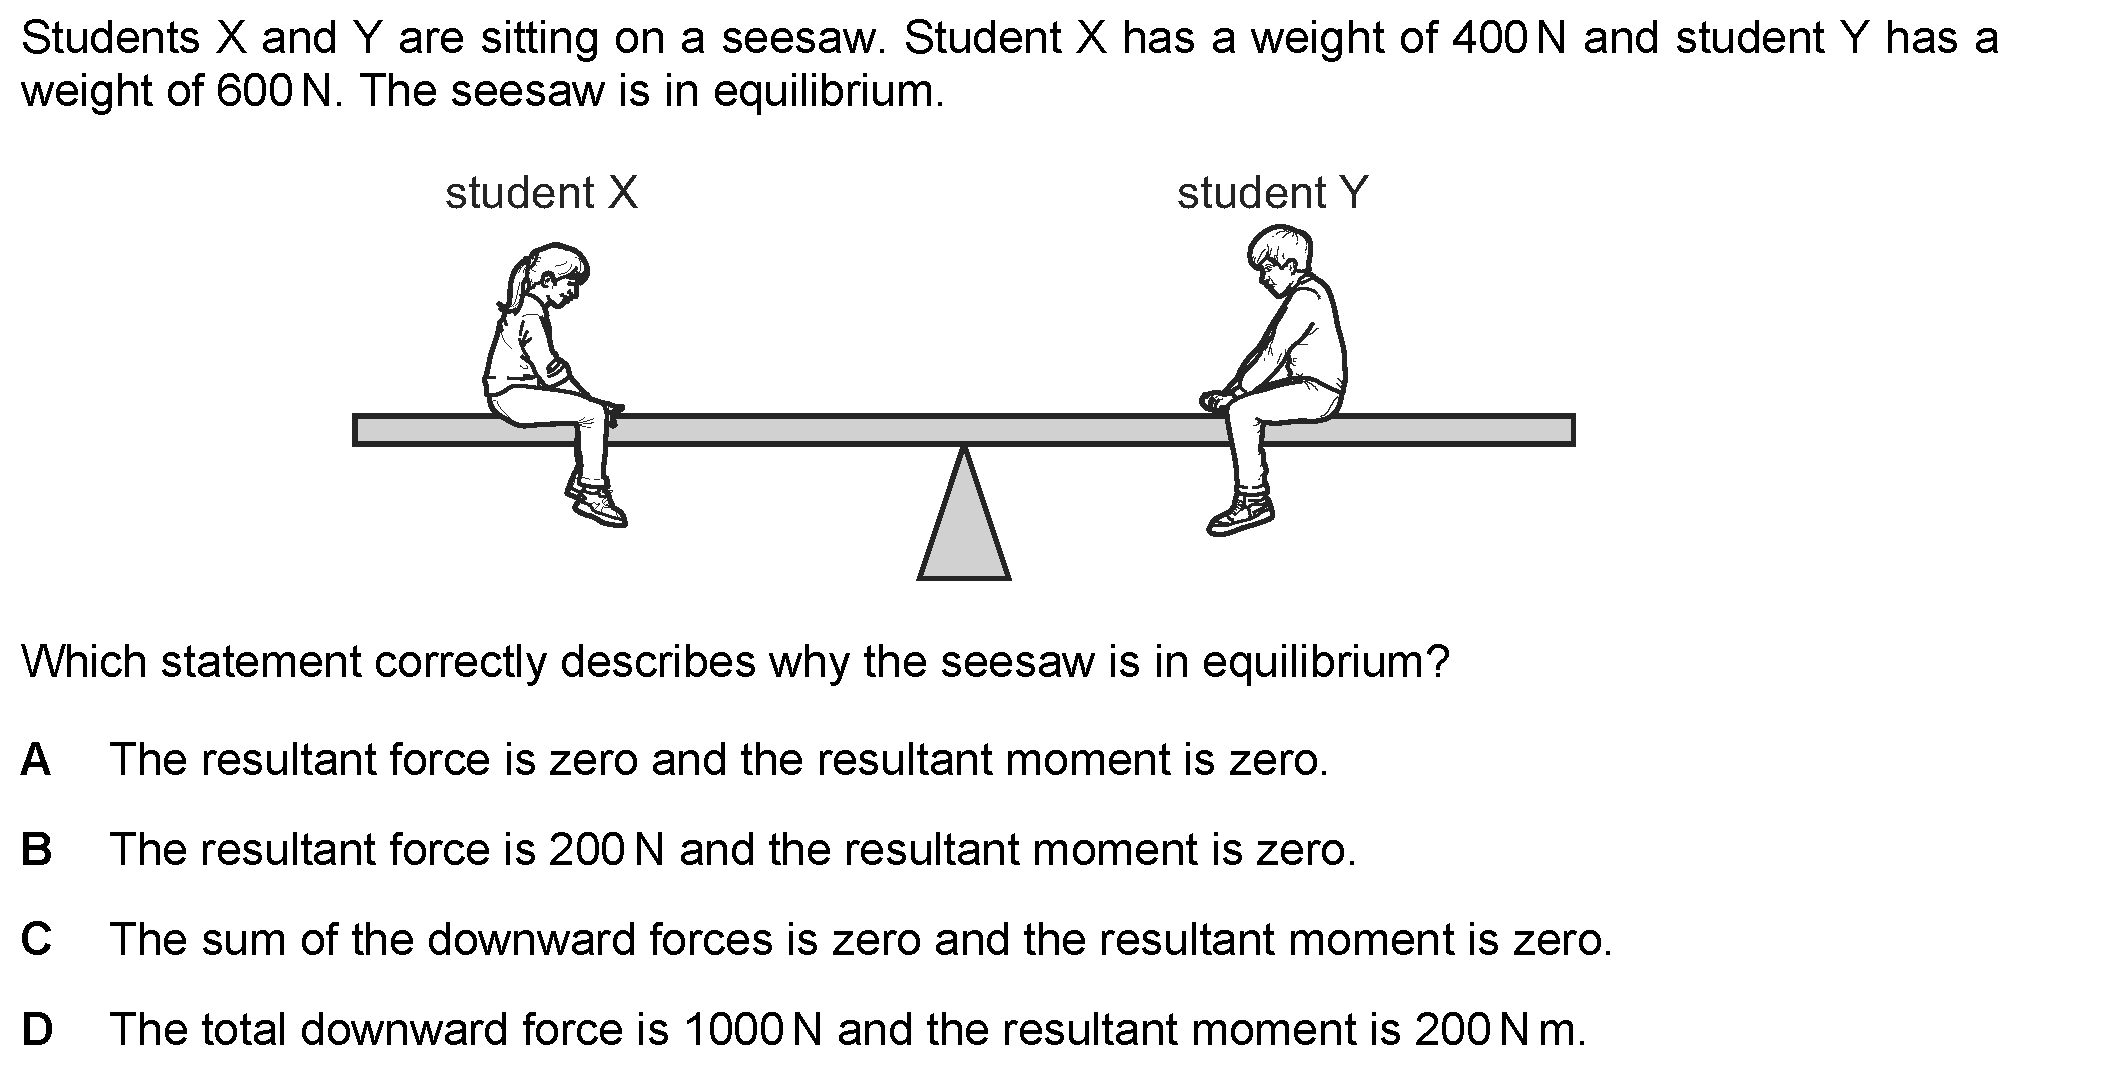 Students X and Y are sitting on a seesaw. Student X has a weight of 400 N and student Y has a
weight of 600 N. The seesaw is in equilibrium.
student X
student Y
Which statement correctly describes why the seesaw is in equilibrium?
A The resultant force is zero and the resultant moment is zero.
B The resultant force is 200 N and the resultant moment is zero.
C The sum of the downward forces is zero and the resultant moment is zero.
D The total downward force is 1000 N and the resultant moment is 200 N m.